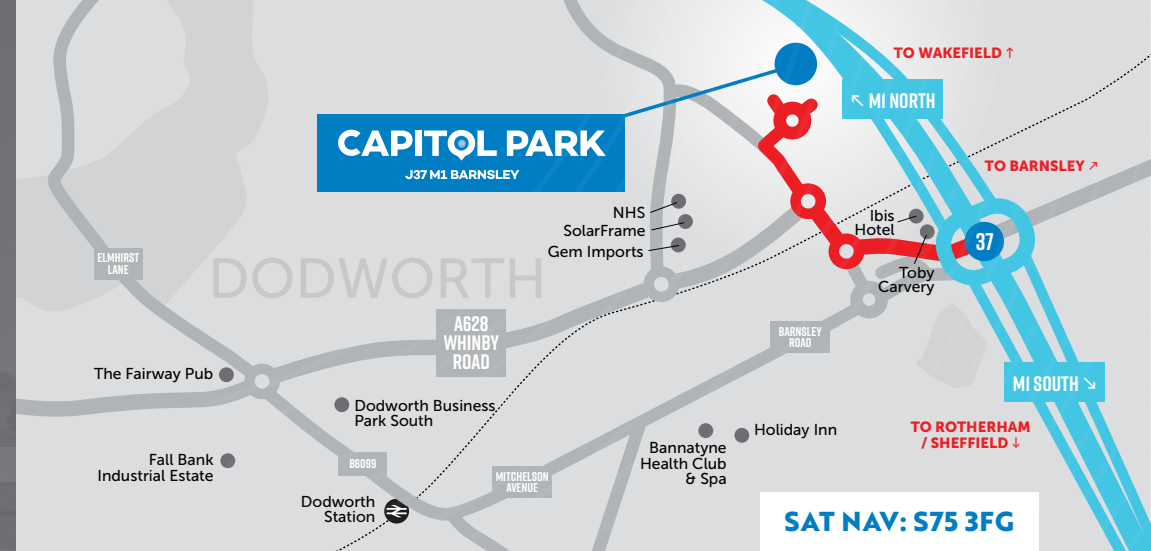 TO WAKEFIELD ↑
↖ M1 NORTH
CAPITOL PARK
J37 M1 BARNSLEY
TO BARNSLEY ↗
NHS
SolarFrame
Gem Imports
Ibis
Hotel
37
Toby
Carvery
ELMHIRST
LANE
DODWORTH
A628
WHINBY
ROAD
BARNSLEY
ROAD
The Fairway Pub
M1 SOUTH ↘
Dodworth Business
Park South
TO ROTHERHAM
/ SHEFFIELD ↓
Holiday Inn
Bannatyne
Health Club
& Spa
Fall Bank
Industrial Estate
B6099
MITCHELSON
AVENUE
Dodworth
Station
SAT NAV: S75 3FG